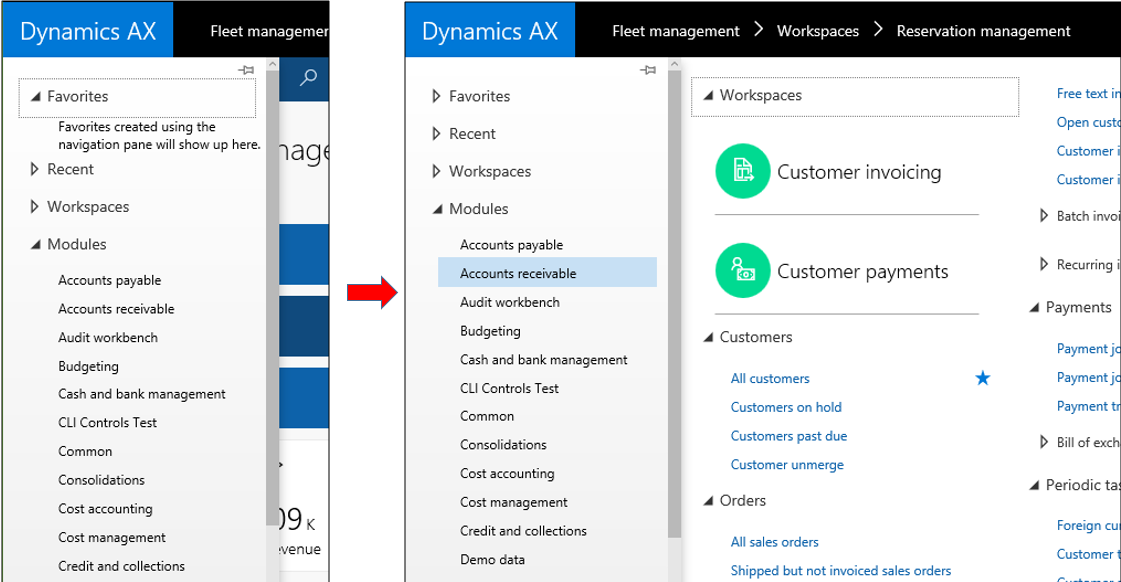 Dynamics AX
Fleet managemer
Favorites
Favorites created using the
navigation pane will show up here.
Recent
Workspaces
Modules
Accounts payable
Accounts receivable
Audit workbench
Budgeting
Cash and bank management
CLI Controls Test
Common
Consolidations
Cost accounting
Cost management
Credit and collections
nage
09 K
evenue
Dynamics AX
Fleet management > Workspaces > Reservation management
Favorites
Recent
Workspaces
Modules
Accounts payable
Accounts receivable
Audit workbench
Budgeting
Cash and bank management
CLI Controls Test
Common
Consolidations
Cost accounting
Cost management
Credit and collections
Demo data
Workspaces
Customer invoicing
Customer payments
Customers
All customers
Customers on hold
Customers past due
Customer unmerge
Orders
All sales orders
Shipped but not invoiced sales orders
Free text in
Open custo
Customer i
Customer i
Batch invoi
Recurring i
Payments
Payment jo
Payment jo
Payment tr
Bill of exch
Periodic tas
Foreign cur
Customer t